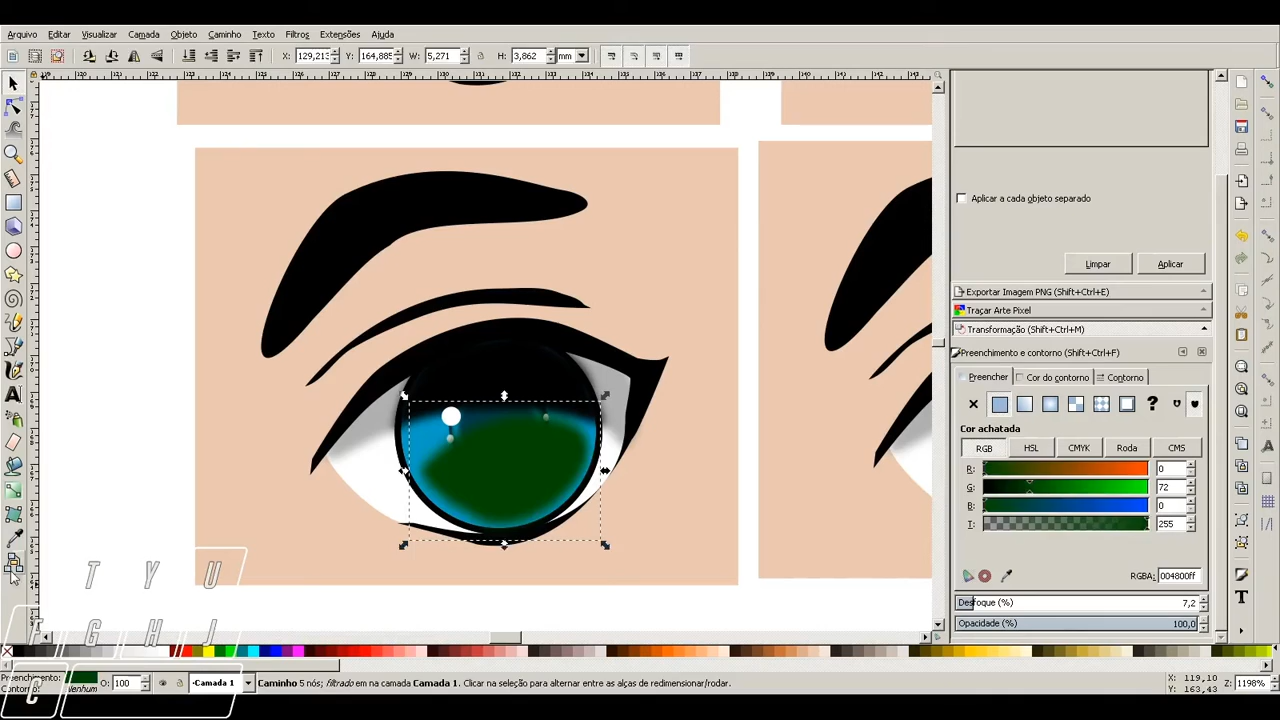 Arquivo Editar Visualizar Camada Objeto Caminho Texto Filtros Extensões Ajuda
X: 129,213 Y: 164,885 W: 5,271 H: 3,862 mm
Aplicar a cada objeto separado
Limpar Aplicar
Exportar Imagem PNG (Shift+Ctrl+E)
Traçar Arte Pixel
Transformação (Shift+Ctrl+M)
Preenchimento e contorno (Shift+Ctrl+F)
Preencher Cor do contorno Contorno
Cor achatada
RGB HSL CMYK Roda CMS
R: 0
G: 72
B: 0
T: 255
RGBA: 004800ff
Desfoque (%) 7,2
Opacidade (%) 100,0
T Y U
F G H J
C
Preenchimento:
Contorno: Nenhum
O: 100
Camada 1
Caminho 5 nós; filtrado em na camada Camada 1. Clicar na seleção para alternar entre as alças de redimensionar/rodar.
X: 119,10
Y: 163,43
Z: 1198%